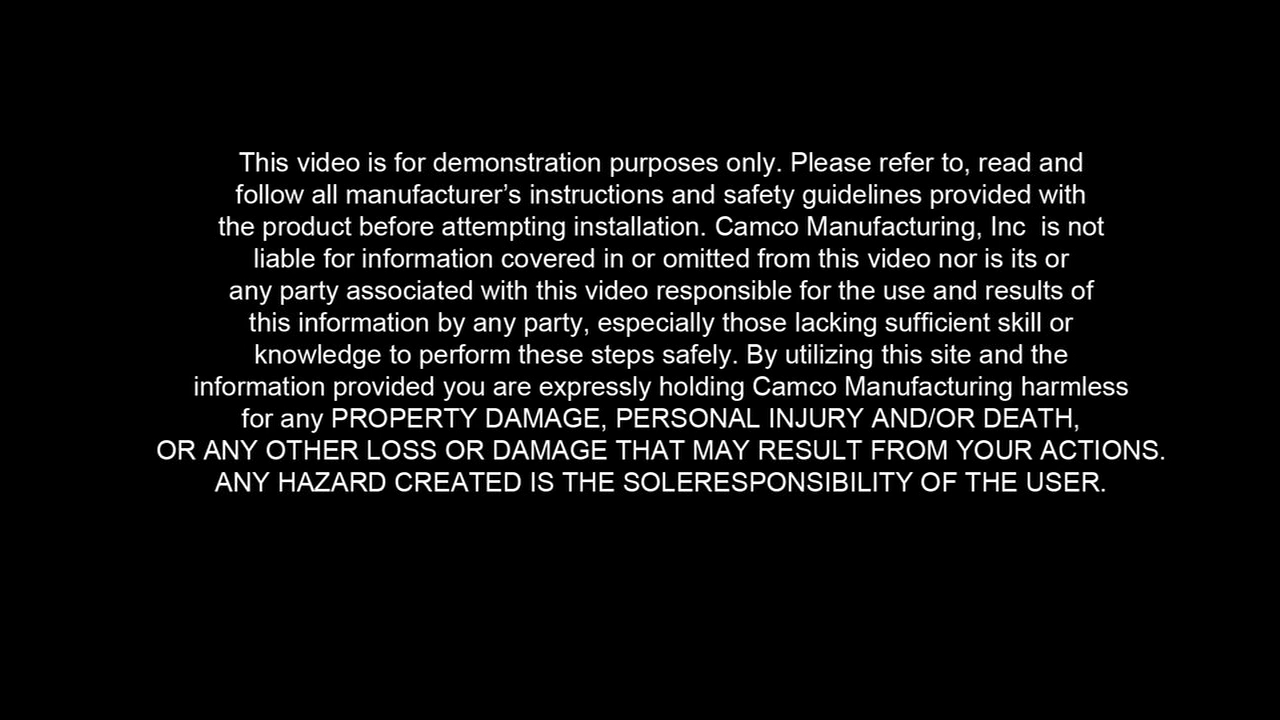 This video is for demonstration purposes only. Please refer to, read and
follow all manufacturer’s instructions and safety guidelines provided with
the product before attempting installation. Camco Manufacturing, Inc  is not
liable for information covered in or omitted from this video nor is its or
any party associated with this video responsible for the use and results of
this information by any party, especially those lacking sufficient skill or
knowledge to perform these steps safely. By utilizing this site and the
information provided you are expressly holding Camco Manufacturing harmless
for any PROPERTY DAMAGE, PERSONAL INJURY AND/OR DEATH,
OR ANY OTHER LOSS OR DAMAGE THAT MAY RESULT FROM YOUR ACTIONS.
ANY HAZARD CREATED IS THE SOLERESPONSIBILITY OF THE USER.